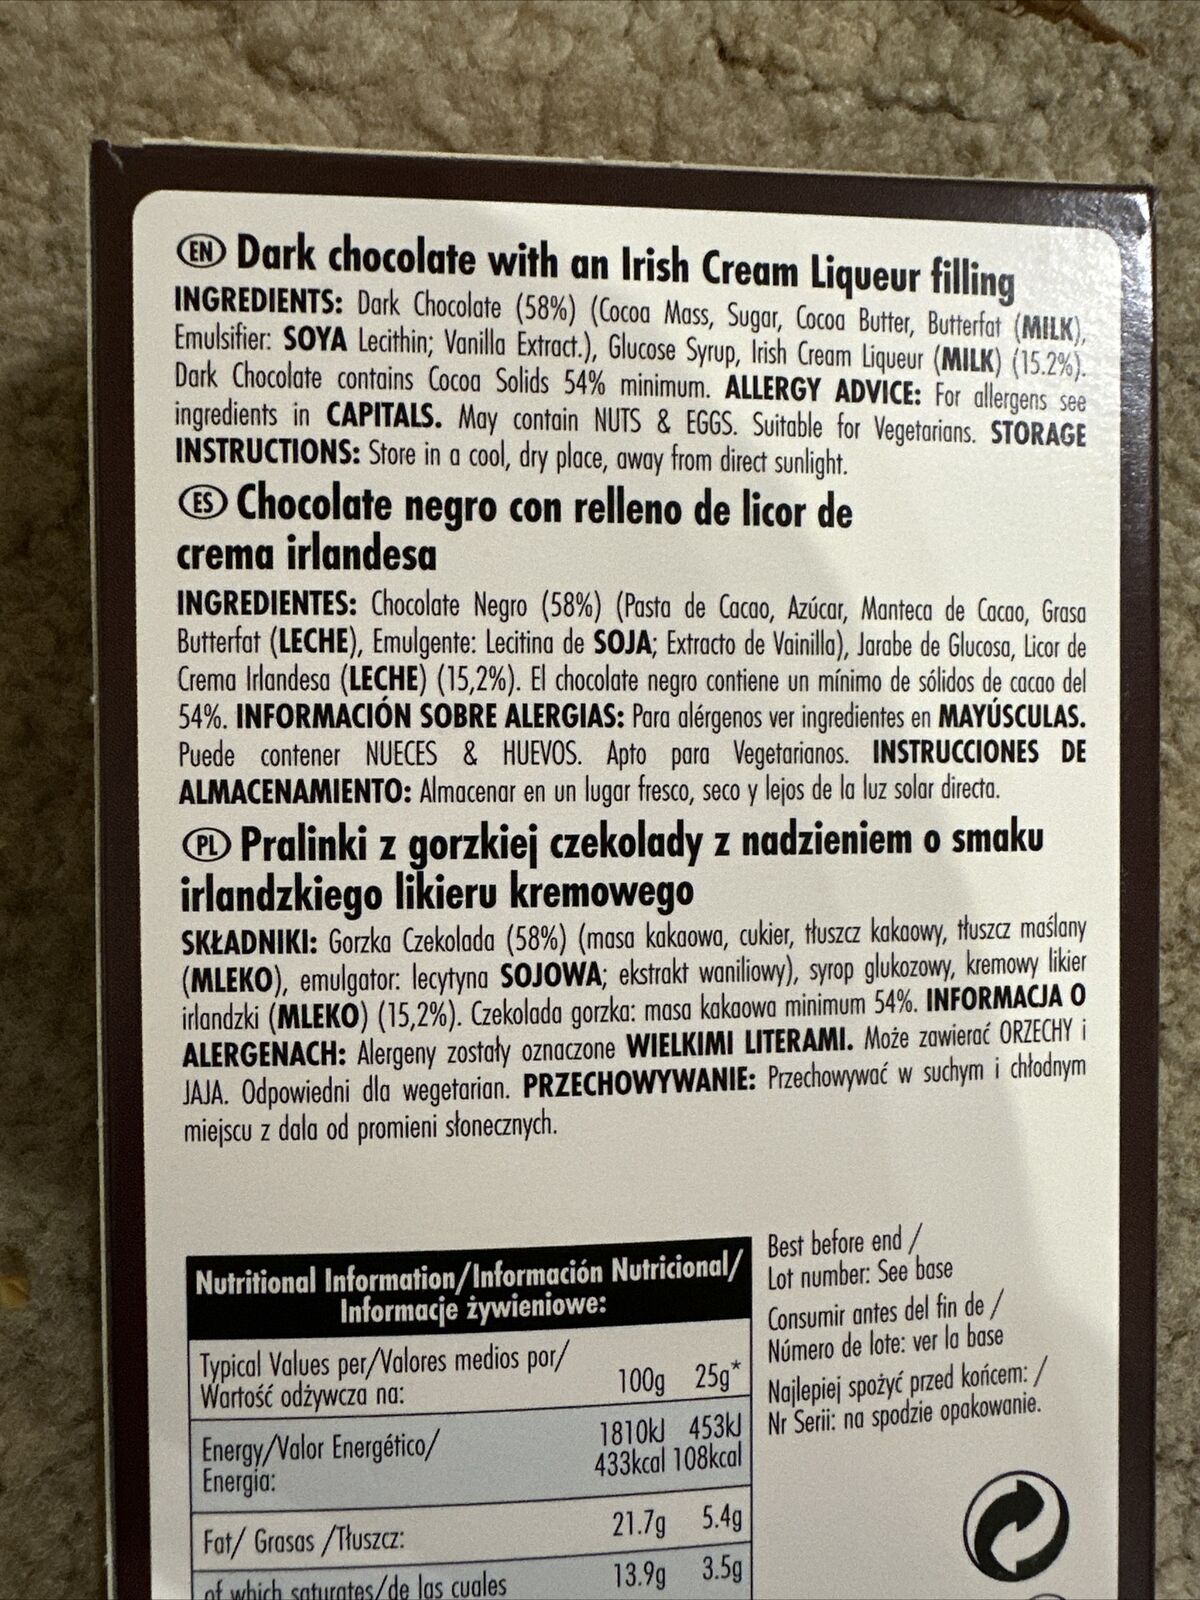 EN Dark chocolate with an Irish Cream Liqueur filling
INGREDIENTS: Dark Chocolate (58%) (Cocoa Mass, Sugar, Cocoa Butter, Butterfat (MILK),
Emulsifier: SOYA Lecithin; Vanilla Extract.), Glucose Syrup, Irish Cream Liqueur (MILK) (15.2%).
Dark Chocolate contains Cocoa Solids 54% minimum. ALLERGY ADVICE: For allergens see
ingredients in CAPITALS. May contain NUTS & EGGS. Suitable for Vegetarians. STORAGE
INSTRUCTIONS: Store in a cool, dry place, away from direct sunlight.
ES Chocolate negro con relleno de licor de
crema irlandesa
INGREDIENTES: Chocolate Negro (58%) (Pasta de Cacao, Azúcar, Manteca de Cacao, Grasa
Butterfat (LECHE), Emulgente: Lecitina de SOJA; Extracto de Vainilla), Jarabe de Glucosa, Licor de
Crema Irlandesa (LECHE) (15,2%). El chocolate negro contiene un mínimo de sólidos de cacao del
54%. INFORMACIÓN SOBRE ALERGIAS: Para alérgenos ver ingredientes en MAYÚSCULAS.
Puede contener NUECES & HUEVOS. Apto para Vegetarianos. INSTRUCCIONES DE
ALMACENAMIENTO: Almacenar en un lugar fresco, seco y lejos de la luz solar directa.
PL Pralinki z gorzkiej czekolady z nadzieniem o smaku
irlandzkiego likieru kremowego
SKŁADNIKI: Gorzka Czekolada (58%) (masa kakaowa, cukier, tłuszcz kakaowy, tłuszcz maślany
(MLEKO), emulgator: lecytyna SOJOWA; ekstrakt waniliowy), syrop glukozowy, kremowy likier
irlandzki (MLEKO) (15,2%). Czekolada gorzka: masa kakaowa minimum 54%. INFORMACJA O
ALERGENACH: Alergeny zostały oznaczone WIELKIMI LITERAMI. Może zawierać ORZECHY i
JAJA. Odpowiedni dla wegetarian. PRZECHOWYWANIE: Przechowywać w suchym i chłodnym
miejscu z dala od promieni słonecznych.
Nutritional Information/Información Nutricional/
Informacje żywieniowe:
Typical Values per/Valores medios por/
Wartość odżywcza na:
100g 25g*
Energy/Valor Energético/
Energia:
1810kJ 453kJ
433kcal 108kcal
Fat/ Grasas /Tłuszcz: 21.7g 5.4g
of which saturates/de las cuales 13.9g 3.5g
Best before end /
Lot number: See base
Consumir antes del fin de /
Número de lote: ver la base
Najlepiej spożyć przed końcem: /
Nr Serii: na spodzie opakowanie.